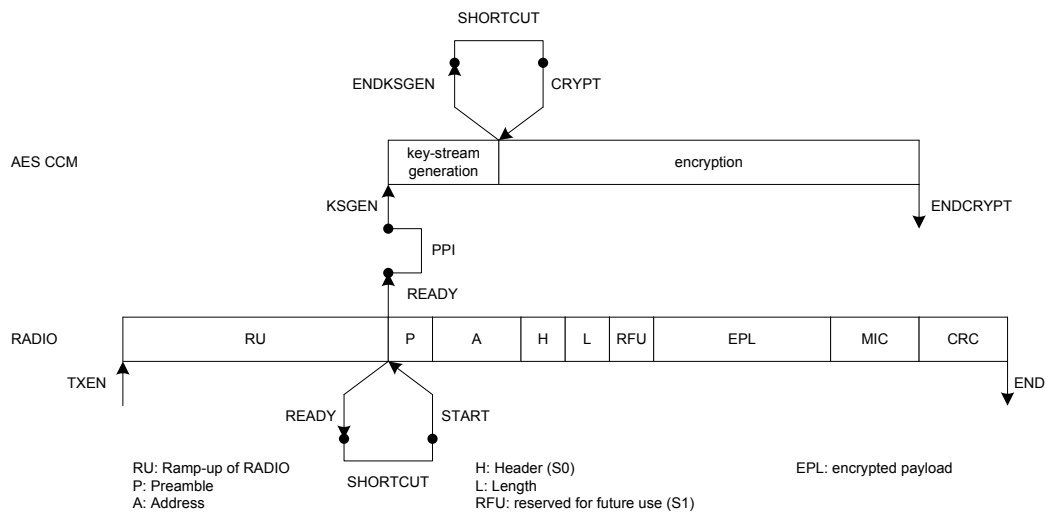 SHORTCUT
ENDKSGEN
CRYPT
AES CCM
key-stream
generation
encryption
KSGEN
ENDCRYPT
PPI
READY
RADIO
RU
P
A
H
L
RFU
EPL
MIC
CRC
TXEN
END
READY
START
SHORTCUT
RU: Ramp-up of RADIO
P: Preamble
A: Address
H: Header (S0)
L: Length
RFU: reserved for future use (S1)
EPL: encrypted payload